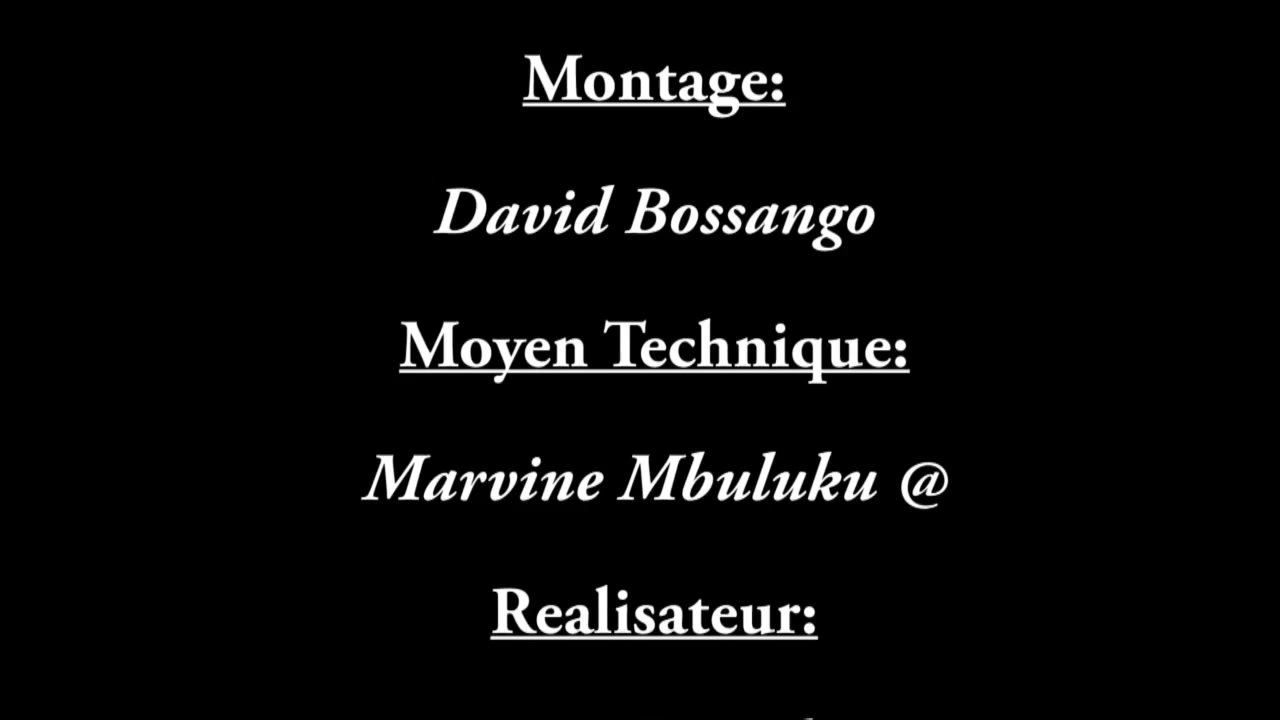 Montage:
David Bossango
Moyen Technique:
Marvine Mbuluku @
Realisateur: